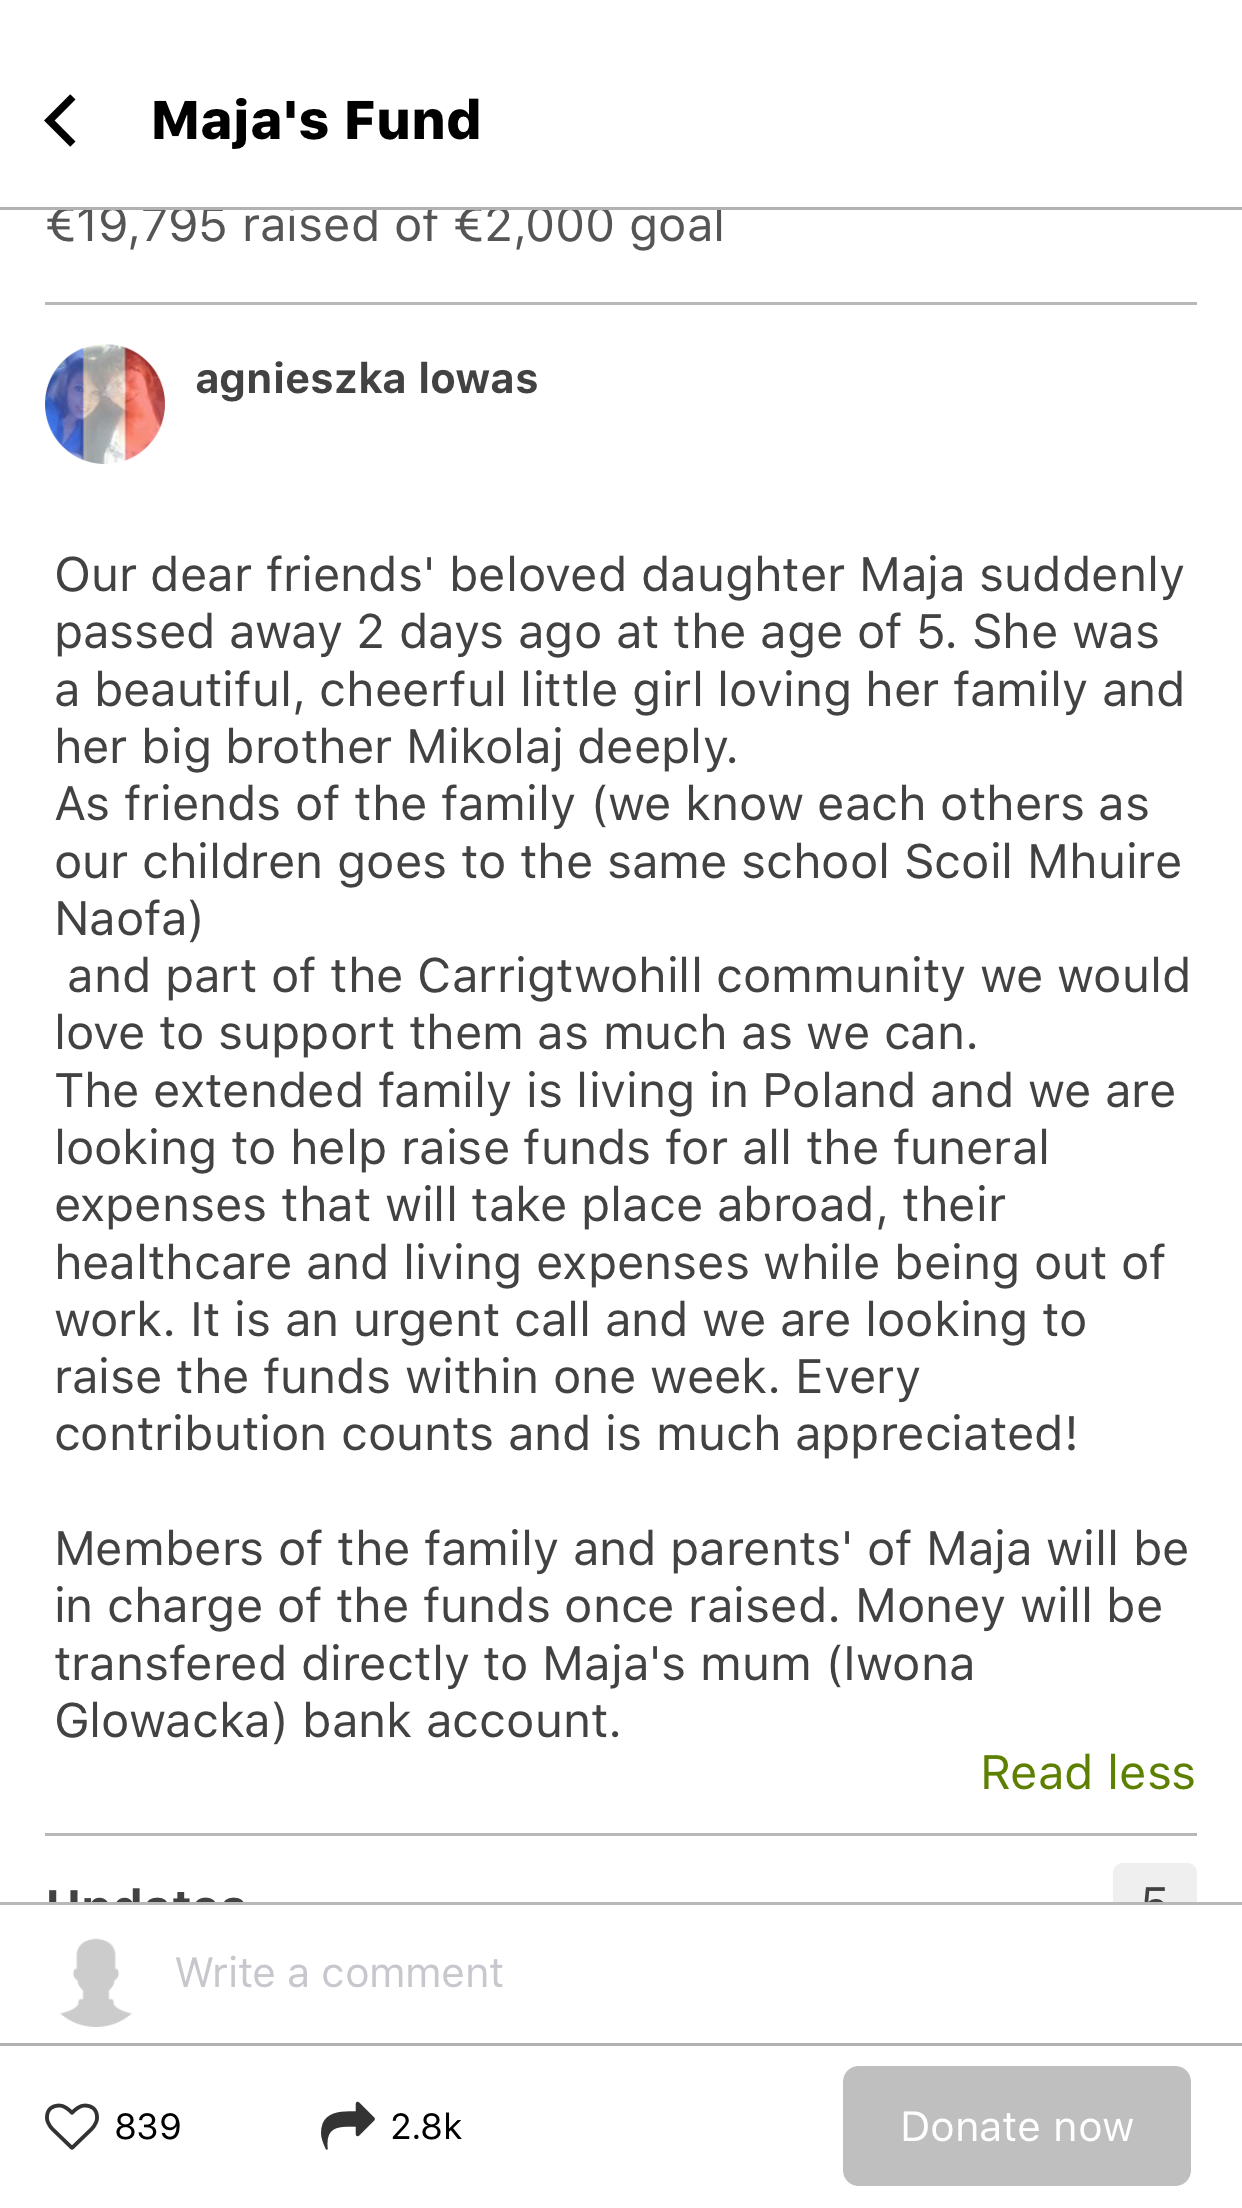 Maja's Fund
€19,795 raised of €2,000 goal
agnieszka lowas
Our dear friends' beloved daughter Maja suddenly
passed away 2 days ago at the age of 5. She was
a beautiful, cheerful little girl loving her family and
her big brother Mikolaj deeply.
As friends of the family (we know each others as
our children goes to the same school Scoil Mhuire
Naofa)
and part of the Carrigtwohill community we would
love to support them as much as we can.
The extended family is living in Poland and we are
looking to help raise funds for all the funeral
expenses that will take place abroad, their
healthcare and living expenses while being out of
work. It is an urgent call and we are looking to
raise the funds within one week. Every
contribution counts and is much appreciated!
Members of the family and parents' of Maja will be
in charge of the funds once raised. Money will be
transfered directly to Maja's mum (Iwona
Glowacka) bank account.
Read less
Updates 5
Write a comment
839 2.8k Donate now